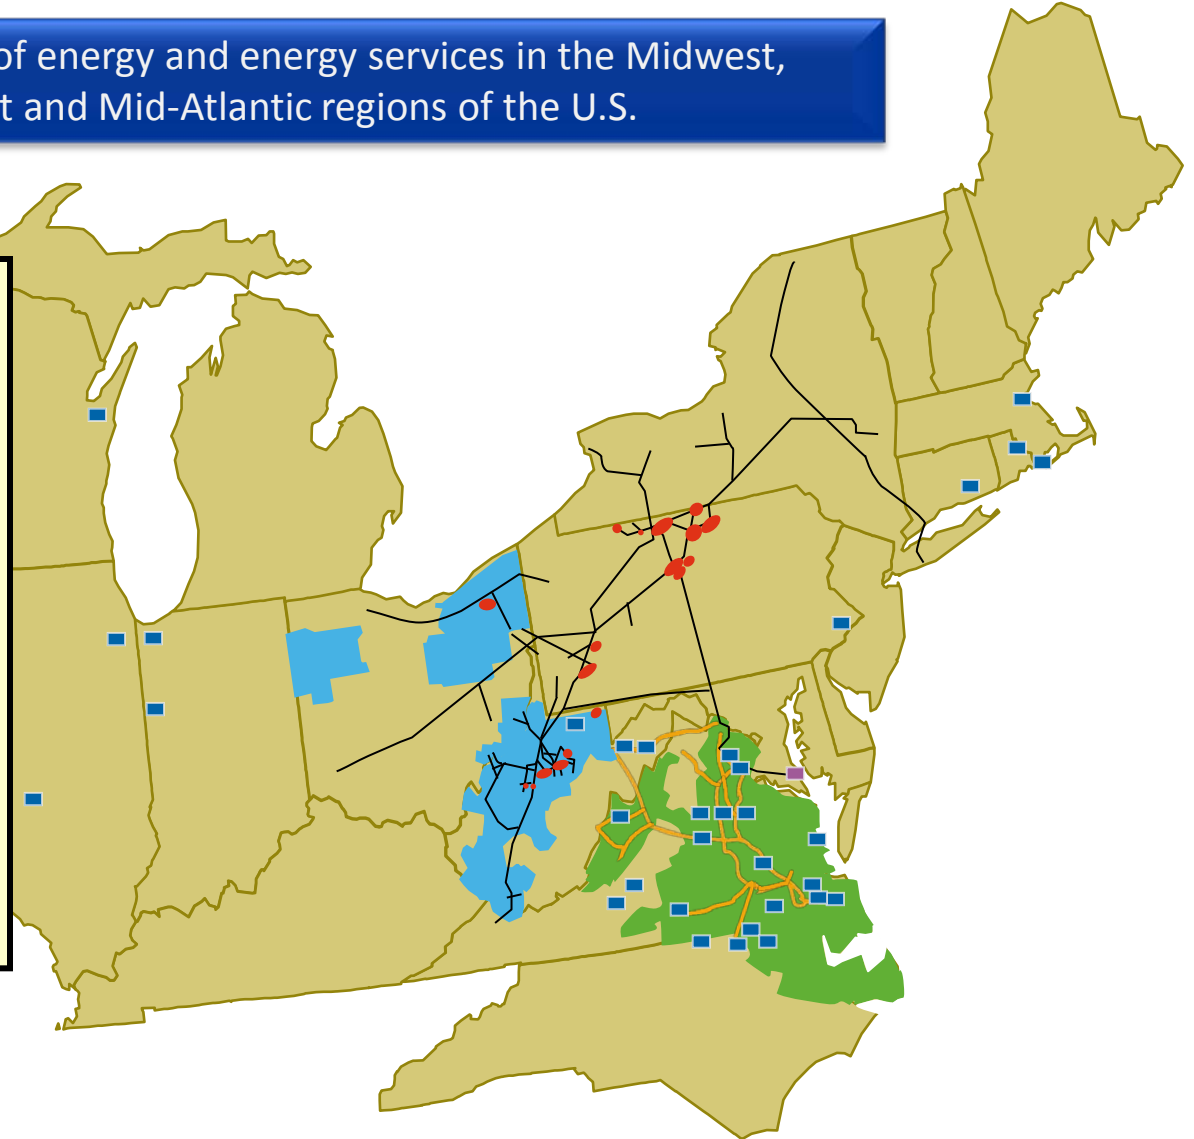 of energy and energy services in the Midwest,
t and Mid-Atlantic regions of the U.S.